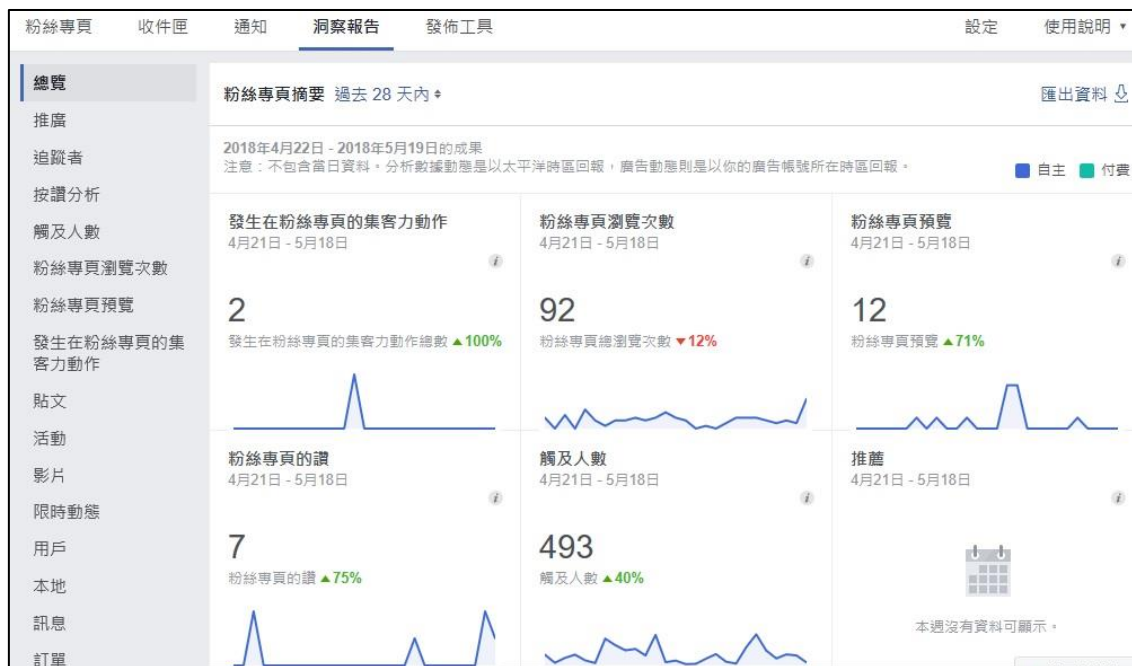 粉絲專頁 收件匣 通知 洞察報告 發佈工具 設定 使用說明
總覽
推廣
追蹤者
按讚分析
觸及人數
粉絲專頁瀏覽次數
粉絲專頁預覽
發生在粉絲專頁的集
客力動作
貼文
活動
影片
限時動態
用戶
本地
訊息
訂單
粉絲專頁摘要 過去 28 天內
匯出資料
2018年4月22日 - 2018年5月19日的成果
注意：不包含當日資料。分析數據動態是以太平洋時區回報，廣告動態則是以你的廣告帳號所在時區回報。
自主 付費
發生在粉絲專頁的集客力動作
4月21日 - 5月18日
2
發生在粉絲專頁的集客力動作總數 ▲100%
粉絲專頁瀏覽次數
4月21日 - 5月18日
92
粉絲專頁總瀏覽次數 ▼12%
粉絲專頁預覽
4月21日 - 5月18日
12
粉絲專頁預覽 ▲71%
粉絲專頁的讚
4月21日 - 5月18日
7
粉絲專頁的讚 ▲75%
觸及人數
4月21日 - 5月18日
493
觸及人數 ▲40%
推薦
4月21日 - 5月18日
本週沒有資料可顯示。